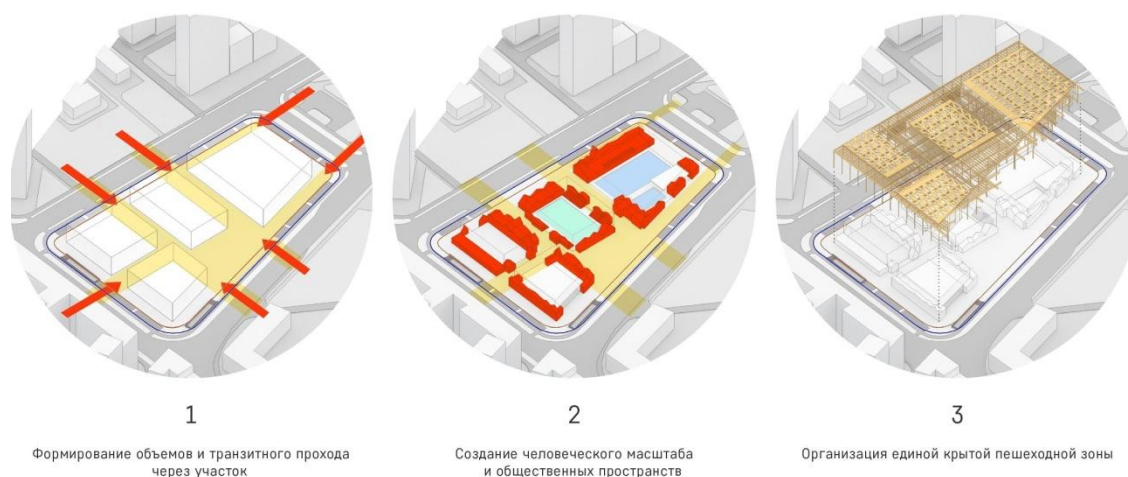 1
Формирование объемов и транзитного прохода
через участок
2
Создание человеческого масштаба
и общественных пространств
3
Организация единой крытой пешеходной зоны